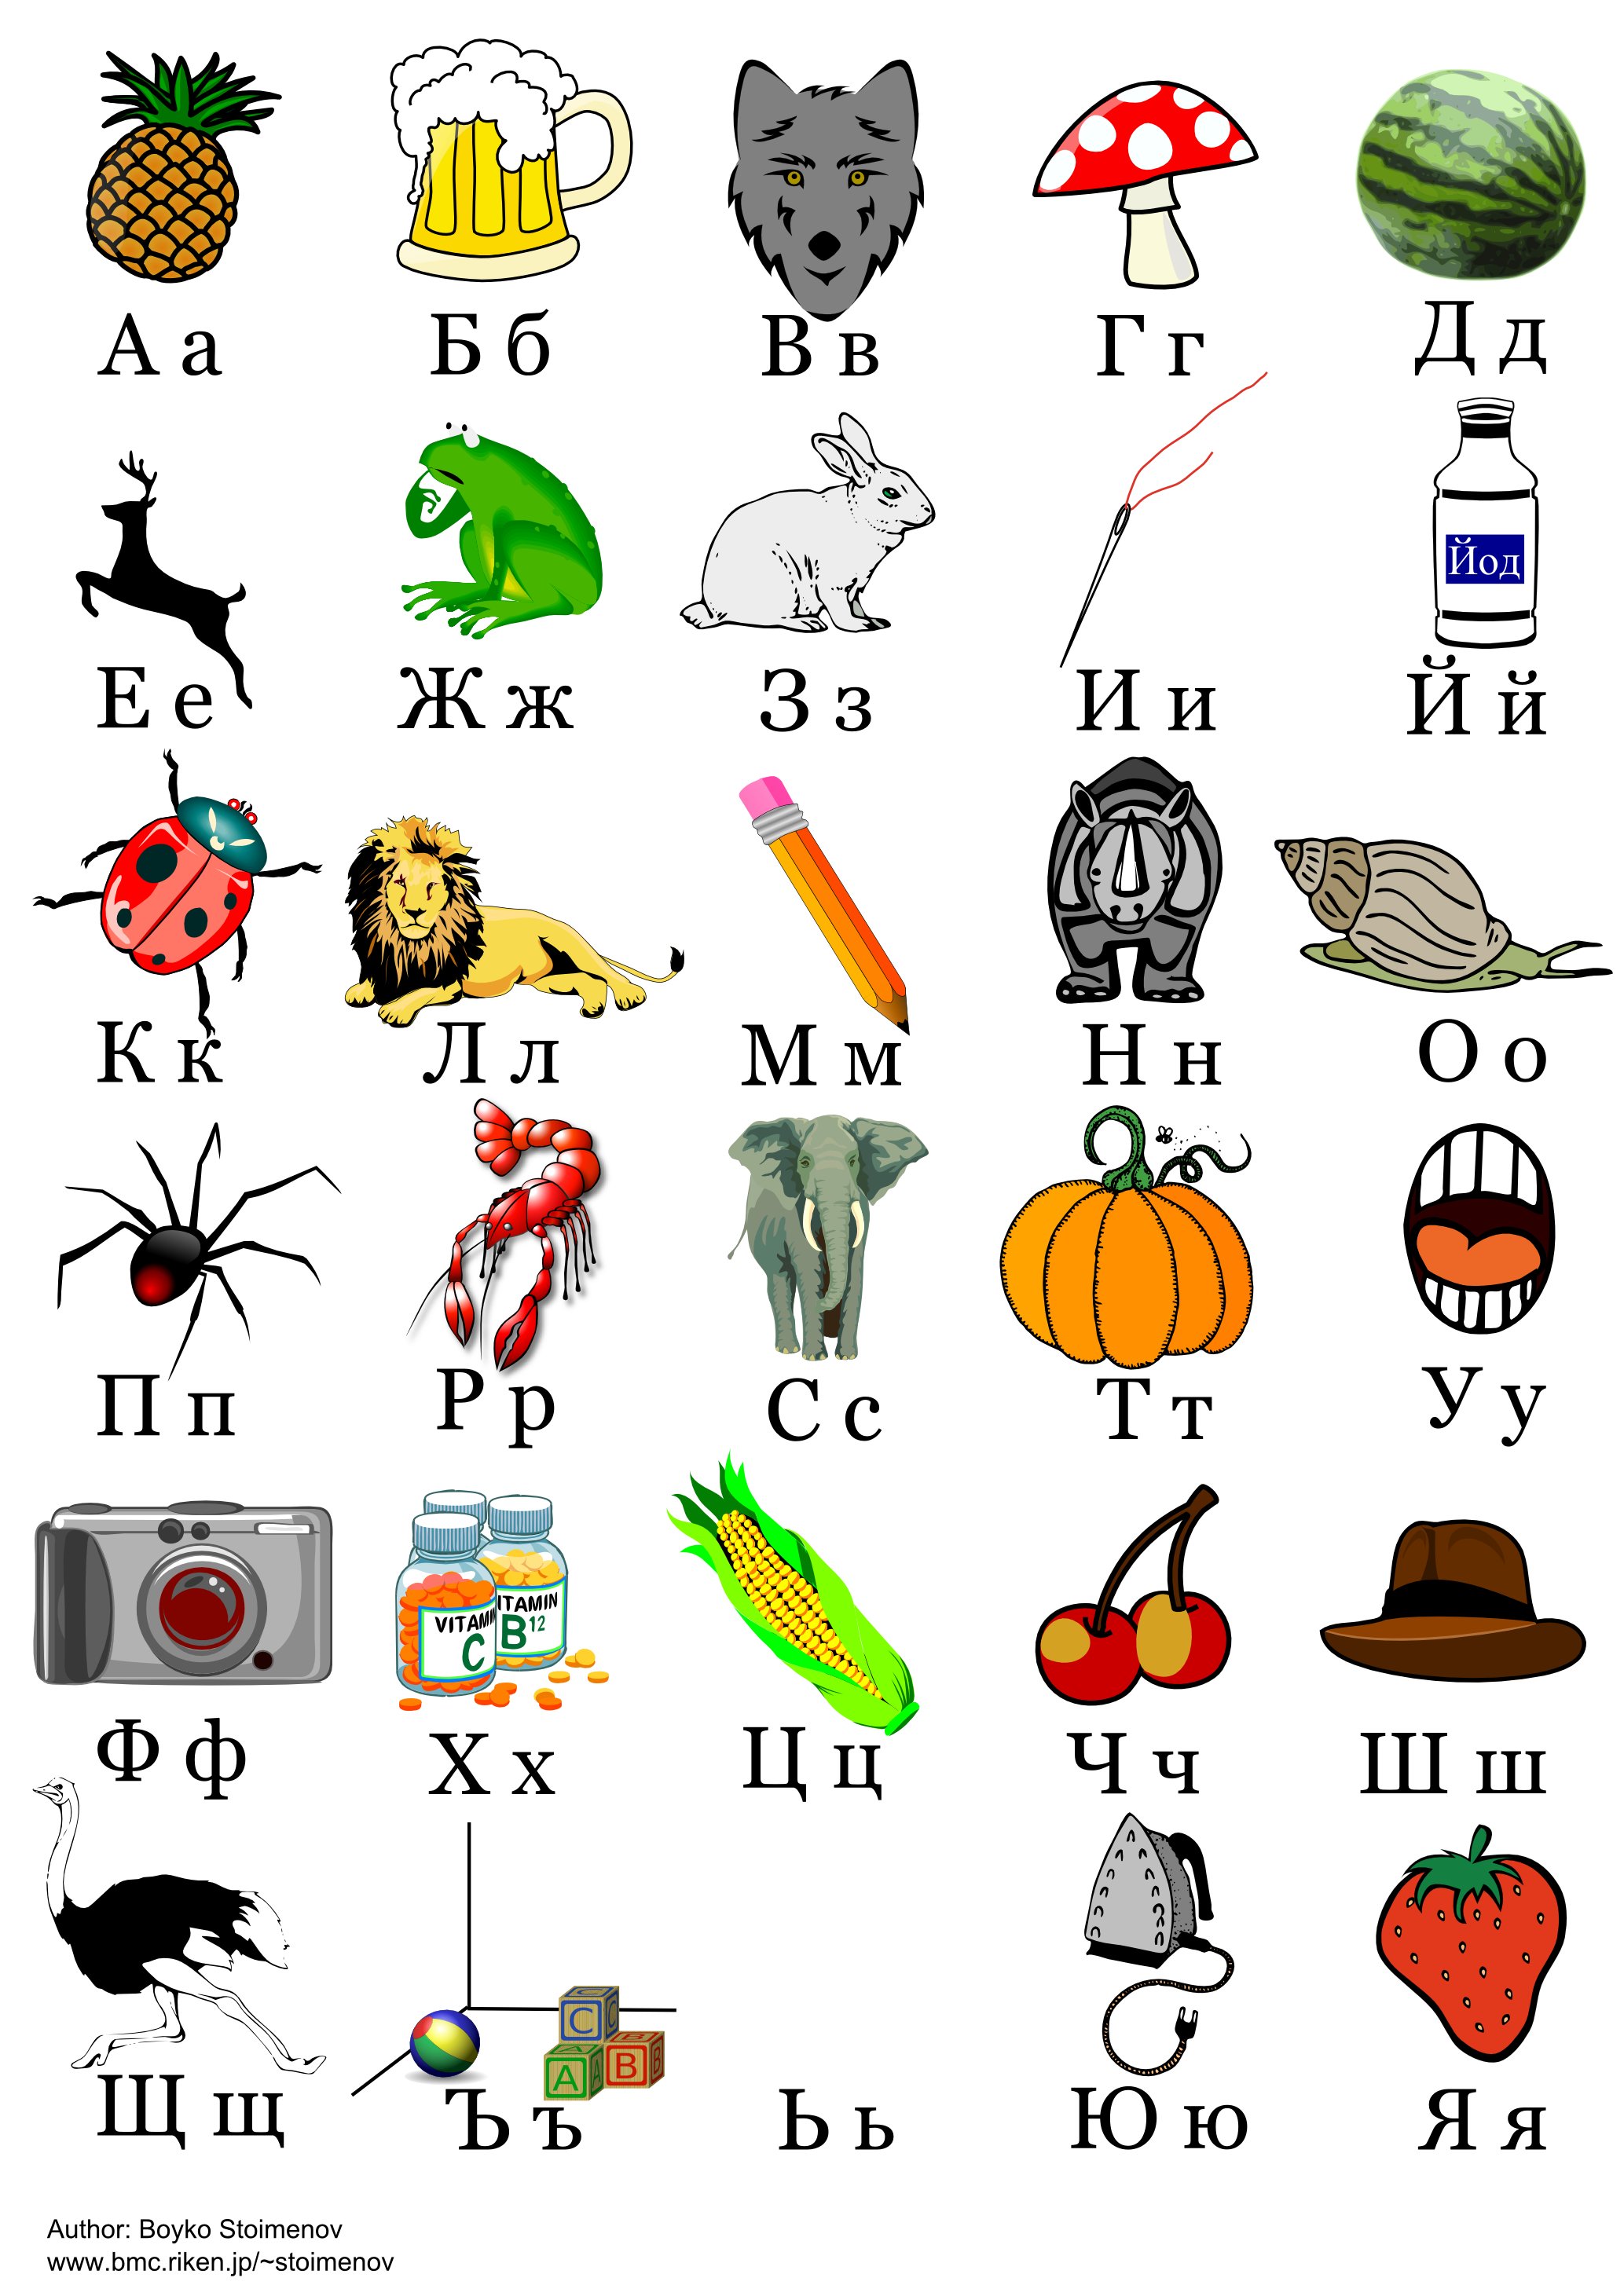 А а Б б В в Г г Д д
Йод
Е е Ж ж З з И и Й й
К к Л л М м Н н О о
П п Р р С с Т т У у
VITAMIN C
VITAMIN B12
Ф ф Х х Ц ц Ч ч Ш ш
C C
A A B B B
Щ щ Ъ ъ Ь ь Ю ю Я я
Author: Boyko Stoimenov
www.bmc.riken.jp/~stoimenov